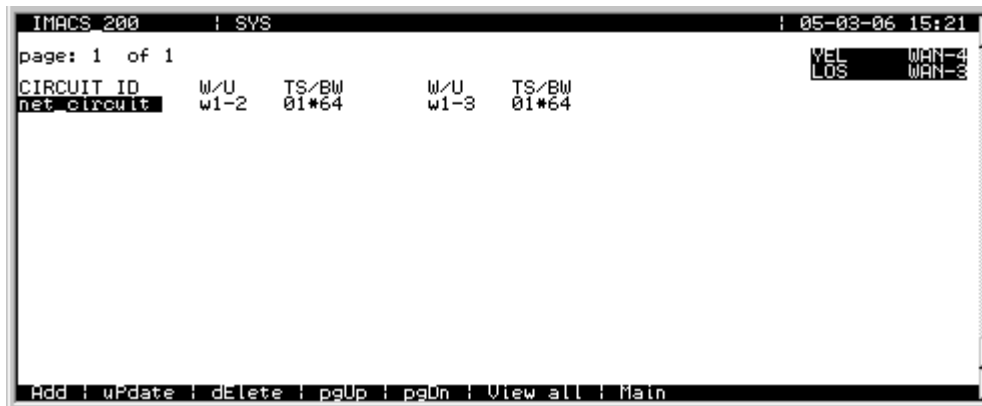 IMACS_200 | SYS | 05-03-06 15:21
page: 1 of 1 YEL WAN-4
LOS WAN-3
CIRCUIT ID W/U TS/BW W/U TS/BW
net_circuit w1-2 01*64 w1-3 01*64
Add | uPdate | dElete | pgUp | pgDn | View all | Main